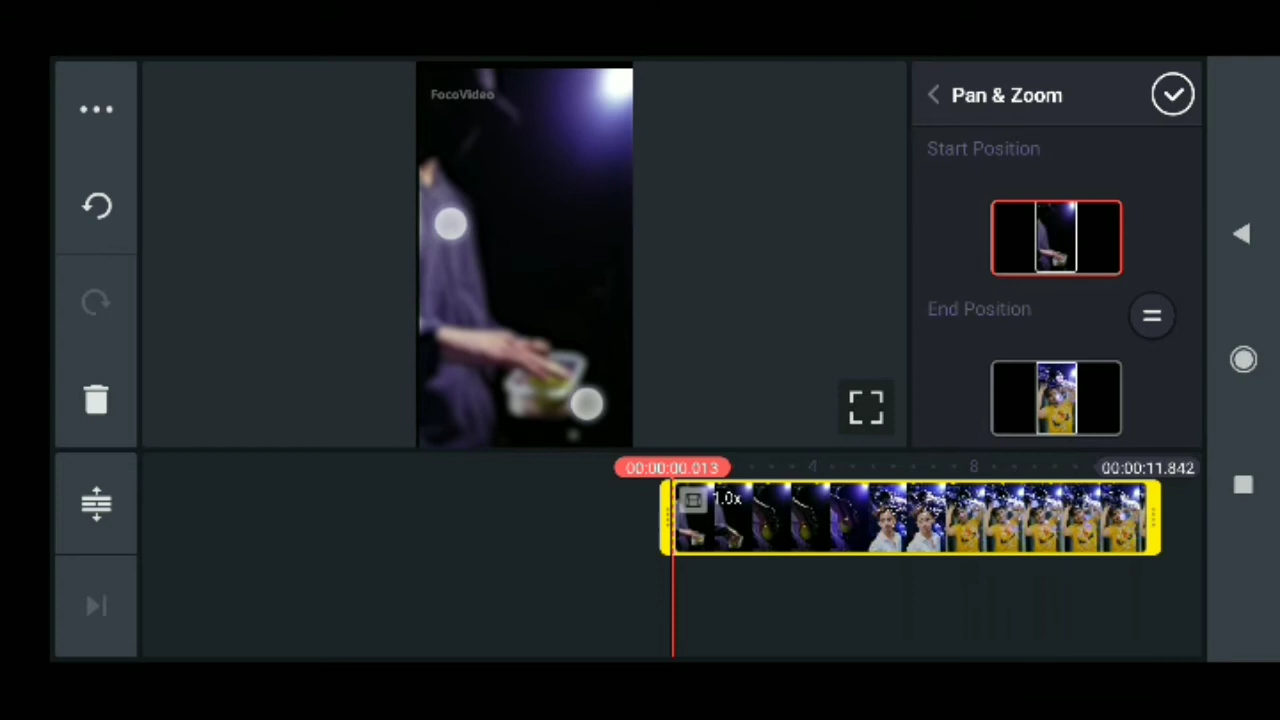 FocoVideo
Pan & Zoom
Start Position
End Position
00:00:00.013
4
8
00:00:11.842
1.0x